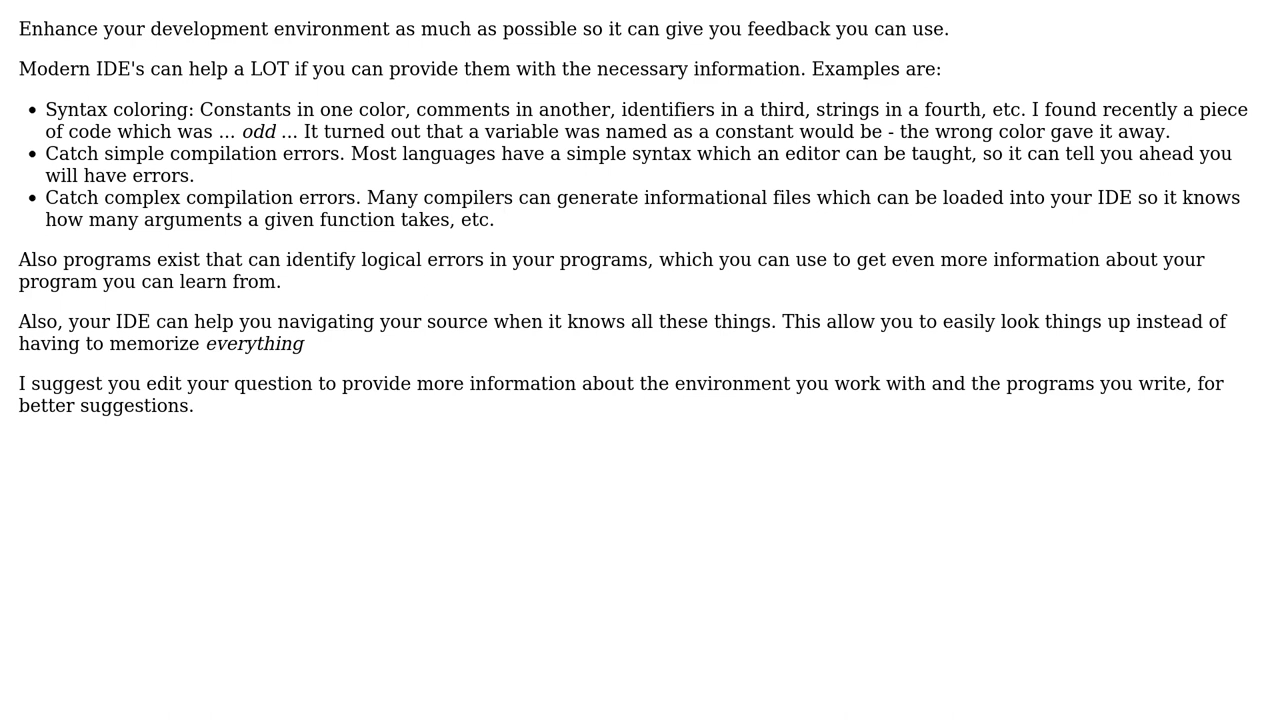 Enhance your development environment as much as possible so it can give you feedback you can use.
Modern IDE's can help a LOT if you can provide them with the necessary information. Examples are:
• Syntax coloring: Constants in one color, comments in another, identifiers in a third, strings in a fourth, etc. I found recently a piece
of code which was ... odd ... It turned out that a variable was named as a constant would be - the wrong color gave it away.
• Catch simple compilation errors. Most languages have a simple syntax which an editor can be taught, so it can tell you ahead you
will have errors.
• Catch complex compilation errors. Many compilers can generate informational files which can be loaded into your IDE so it knows
how many arguments a given function takes, etc.
Also programs exist that can identify logical errors in your programs, which you can use to get even more information about your
program you can learn from.
Also, your IDE can help you navigating your source when it knows all these things. This allow you to easily look things up instead of
having to memorize everything
I suggest you edit your question to provide more information about the environment you work with and the programs you write, for
better suggestions.